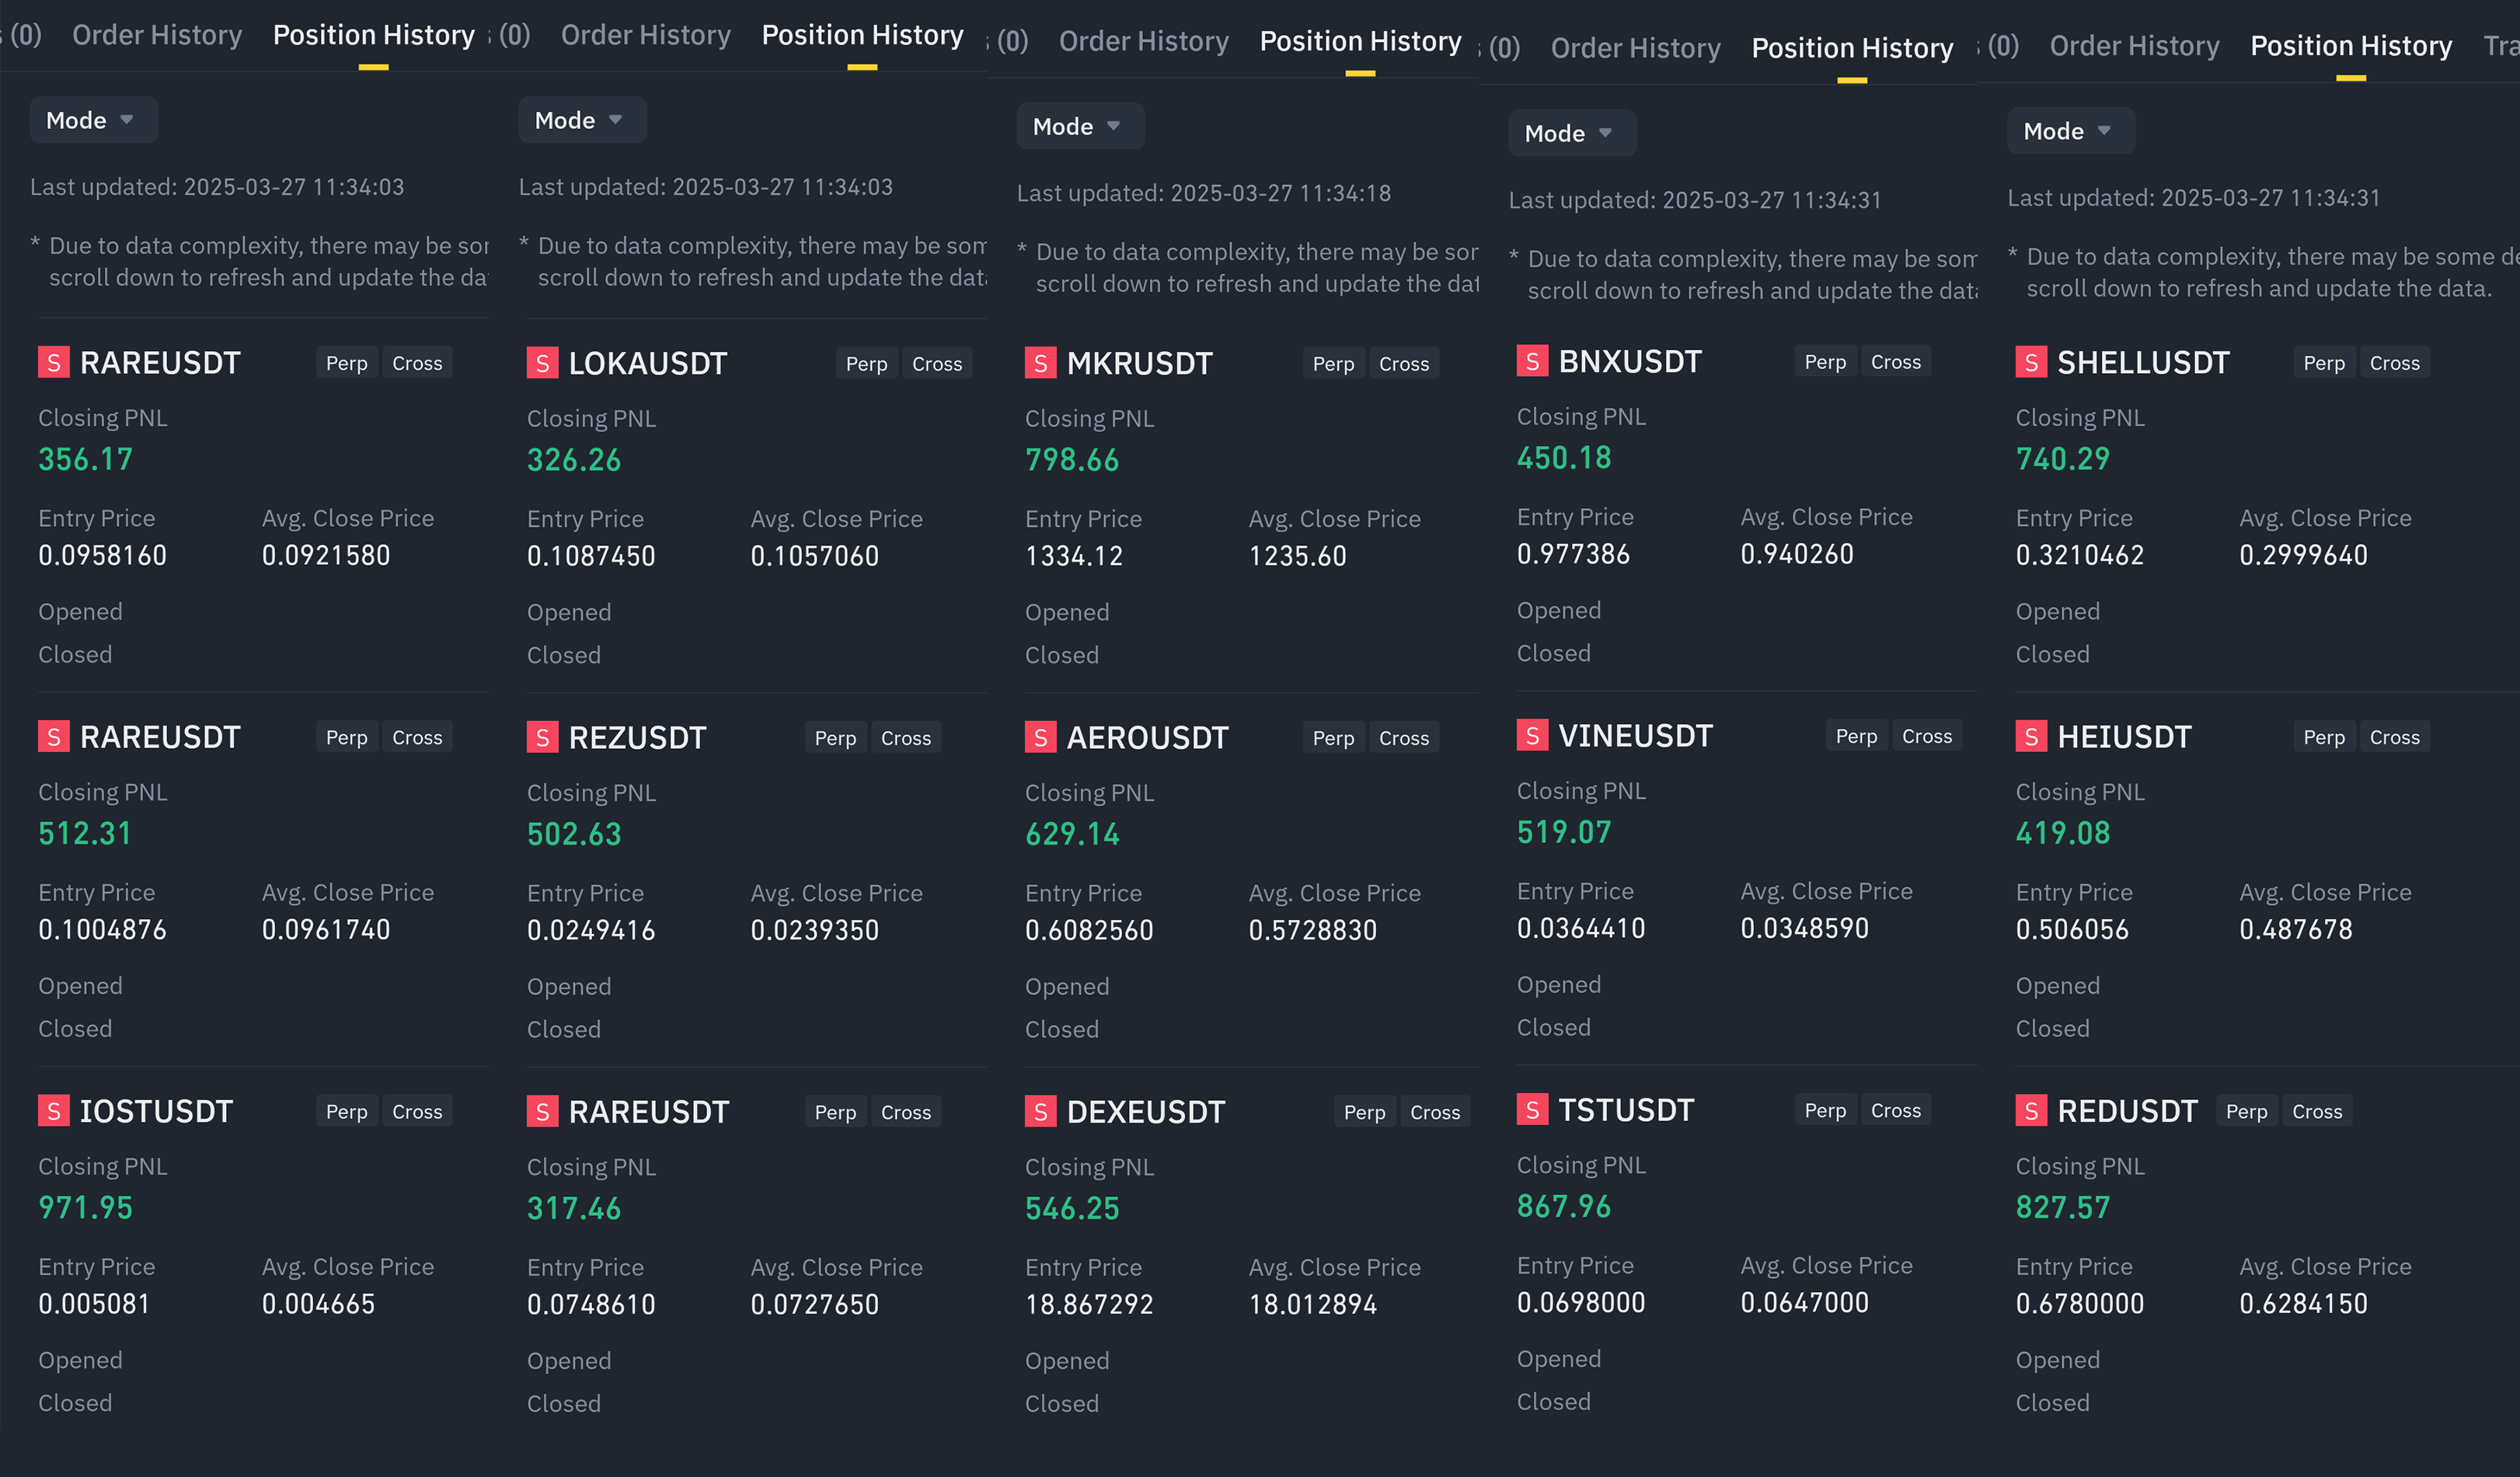 (0) Order History Position History
Mode
Last updated: 2025-03-27 11:34:03
* Due to data complexity, there may be
scroll down to refresh and update the
S RAREUSDT Perp Cross
Closing PNL
356.17
Entry Price Avg. Close Price
0.0958160 0.0921580
Opened
Closed
S RAREUSDT Perp Cross
Closing PNL
512.31
Entry Price Avg. Close Price
0.1004876 0.0961740
Opened
Closed
S IOSTUSDT Perp Cross
Closing PNL
971.95
Entry Price Avg. Close Price
0.005081 0.004665
Opened
Closed
(0) Order History Position History
Mode
Last updated: 2025-03-27 11:34:03
* Due to data complexity, there may be
scroll down to refresh and update the
S LOKAUSDT Perp Cross
Closing PNL
326.26
Entry Price Avg. Close Price
0.1087450 0.1057060
Opened
Closed
S REZUSDT Perp Cross
Closing PNL
502.63
Entry Price Avg. Close Price
0.0249416 0.0239350
Opened
Closed
S RAREUSDT Perp Cross
Closing PNL
317.46
Entry Price Avg. Close Price
0.0748610 0.0727650
Opened
Closed
(0) Order History Position History
Mode
Last updated: 2025-03-27 11:34:18
* Due to data complexity, there may be
scroll down to refresh and update the
S MKRUSDT Perp Cross
Closing PNL
798.66
Entry Price Avg. Close Price
1334.12 1235.60
Opened
Closed
S AEROUSDT Perp Cross
Closing PNL
629.14
Entry Price Avg. Close Price
0.6082560 0.5728830
Opened
Closed
S DEXEUSDT Perp Cross
Closing PNL
546.25
Entry Price Avg. Close Price
18.867292 18.012894
Opened
Closed
(0) Order History Position History
Mode
Last updated: 2025-03-27 11:34:31
* Due to data complexity, there may be
scroll down to refresh and update the
S BNXUSDT Perp Cross
Closing PNL
450.18
Entry Price Avg. Close Price
0.977386 0.940260
Opened
Closed
S VINEUSDT Perp Cross
Closing PNL
519.07
Entry Price Avg. Close Price
0.0364410 0.0348590
Opened
Closed
S TSTUSDT Perp Cross
Closing PNL
867.96
Entry Price Avg. Close Price
0.0698000 0.0647000
Opened
Closed
(0) Order History Position History
Mode
Last updated: 2025-03-27 11:34:31
* Due to data complexity, there may be some
scroll down to refresh and update the data.
S SHELLUSDT Perp Cross
Closing PNL
740.29
Entry Price Avg. Close Price
0.3210462 0.2999640
Opened
Closed
S HEIUSDT Perp Cross
Closing PNL
419.08
Entry Price Avg. Close Price
0.506056 0.487678
Opened
Closed
S REDUSDT Perp Cross
Closing PNL
827.57
Entry Price Avg. Close Price
0.6780000 0.6284150
Opened
Closed